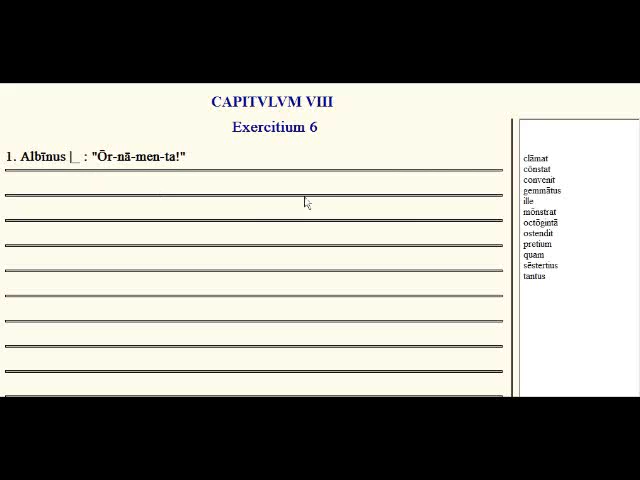 CAPITVLVM VIII
Exercitium 6
1. Albīnus |_ : "Ōr-nā-men-ta!"
clāmat
cōnstat
convenit
gemmātus
ille
mōnstrat
octōgintā
ostendit
pretium
quam
sēstertius
tantus